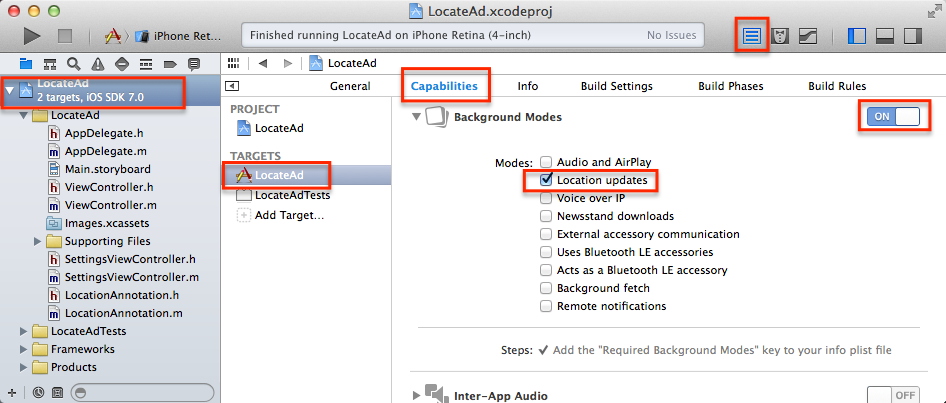 LocateAd.xcodeproj
iPhone Ret...
Finished running LocateAd on iPhone Retina (4-inch) No Issues
LocateAd
2 targets, iOS SDK 7.0
LocateAd
AppDelegate.h
AppDelegate.m
Main.storyboard
ViewController.h
ViewController.m
Images.xcassets
Supporting Files
SettingsViewController.h
SettingsViewController.m
LocationAnnotation.h
LocationAnnotation.m
LocateAdTests
Frameworks
Products
LocateAd
General Capabilities Info Build Settings Build Phases Build Rules
PROJECT
LocateAd
TARGETS
LocateAd
LocateAdTests
Add Target...
Background Modes ON
Modes: Audio and AirPlay
Location updates
Voice over IP
Newsstand downloads
External accessory communication
Uses Bluetooth LE accessories
Acts as a Bluetooth LE accessory
Background fetch
Remote notifications
Steps: ✓ Add the "Required Background Modes" key to your info plist file
Inter-App Audio OFF